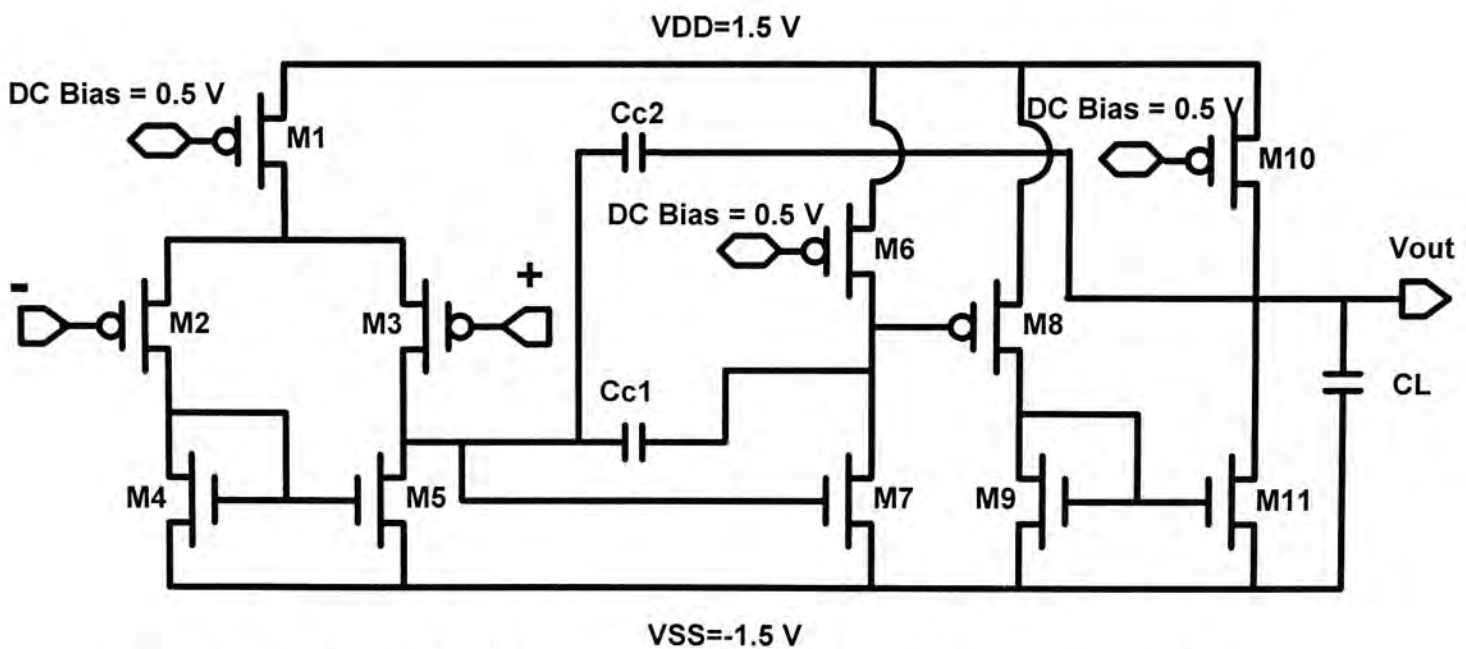 VDD=1.5 V
DC Bias = 0.5 V
M1
Cc2
DC Bias = 0.5 V
M10
DC Bias = 0.5 V
M6
Vout
-
M2
M3
+
M8
Cc1
CL
M4
M5
M7
M9
M11
VSS=-1.5 V